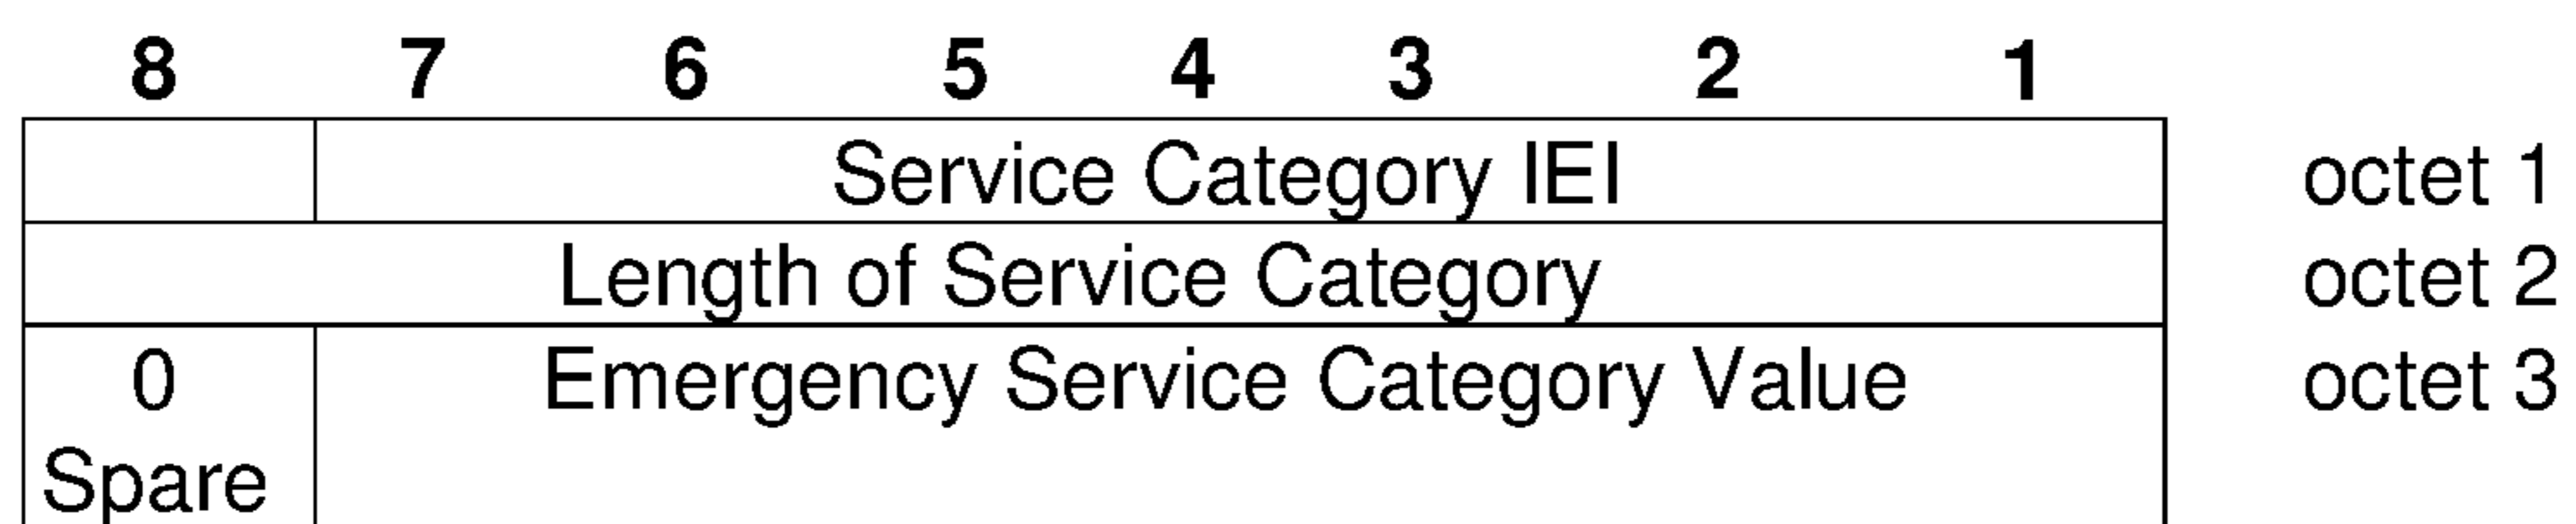 8 7 6 5 4 3 2 1
Service Category IEI octet 1
Length of Service Category octet 2
0 Emergency Service Category Value octet 3
Spare